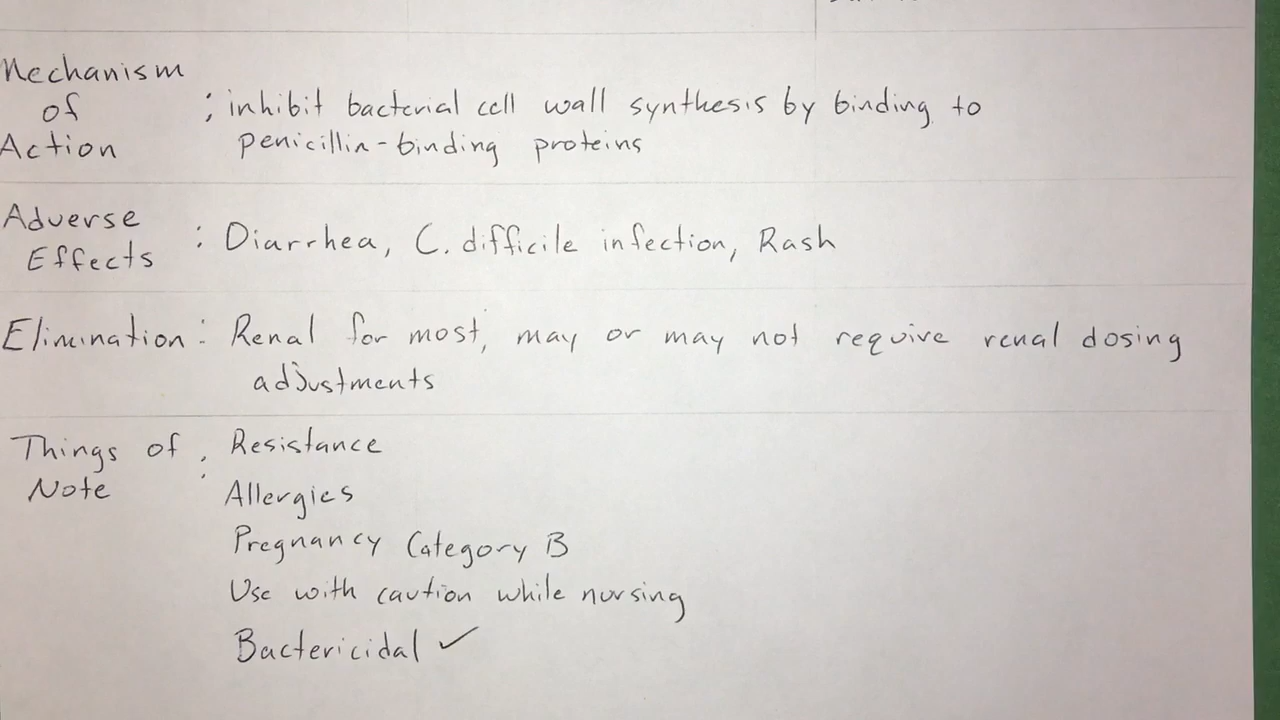 Mechanism
of
Action
: inhibit bacterial cell wall synthesis by binding to
penicillin-binding proteins
Adverse
Effects
: Diarrhea, C. difficile infection, Rash
Elimination: Renal for most, may or may not require renal dosing
adjustments
Things of
Note
: Resistance
Allergies
Pregnancy Category B
Use with caution while nursing
Bactericidal ✓